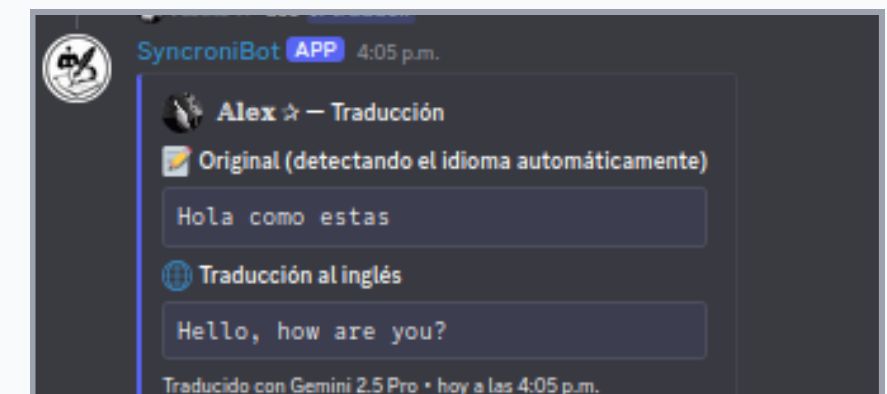 SyncroniBot APP 4:05 p.m.
Alex ☆ — Traducción
Original (detectando el idioma automáticamente)
Hola como estas
Traducción al inglés
Hello, how are you?
Traducido con Gemini 2.5 Pro • hoy a las 4:05 p.m.